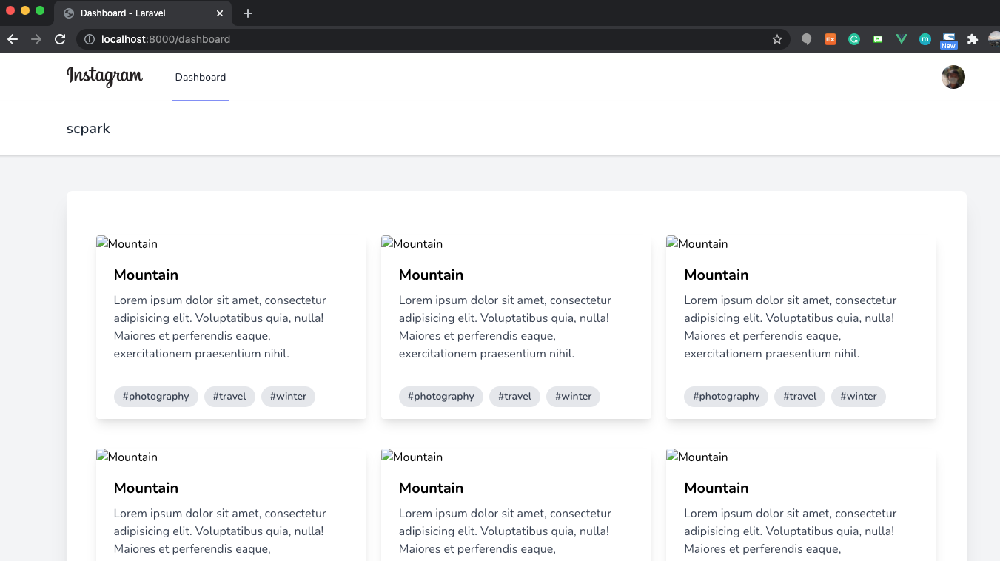 Dashboard - Laravel
localhost:8000/dashboard
EX
G
m
New
Instagram
Dashboard
scpark
Mountain
Mountain
Lorem ipsum dolor sit amet, consectetur
adipisicing elit. Voluptatibus quia, nulla!
Maiores et perferendis eaque,
exercitationem praesentium nihil.
#photography #travel #winter
Mountain
Mountain
Lorem ipsum dolor sit amet, consectetur
adipisicing elit. Voluptatibus quia, nulla!
Maiores et perferendis eaque,
exercitationem praesentium nihil.
#photography #travel #winter
Mountain
Mountain
Lorem ipsum dolor sit amet, consectetur
adipisicing elit. Voluptatibus quia, nulla!
Maiores et perferendis eaque,
exercitationem praesentium nihil.
#photography #travel #winter
Mountain
Mountain
Lorem ipsum dolor sit amet, consectetur
adipisicing elit. Voluptatibus quia, nulla!
Maiores et perferendis eaque,
Mountain
Mountain
Lorem ipsum dolor sit amet, consectetur
adipisicing elit. Voluptatibus quia, nulla!
Maiores et perferendis eaque,
Mountain
Mountain
Lorem ipsum dolor sit amet, consectetur
adipisicing elit. Voluptatibus quia, nulla!
Maiores et perferendis eaque,